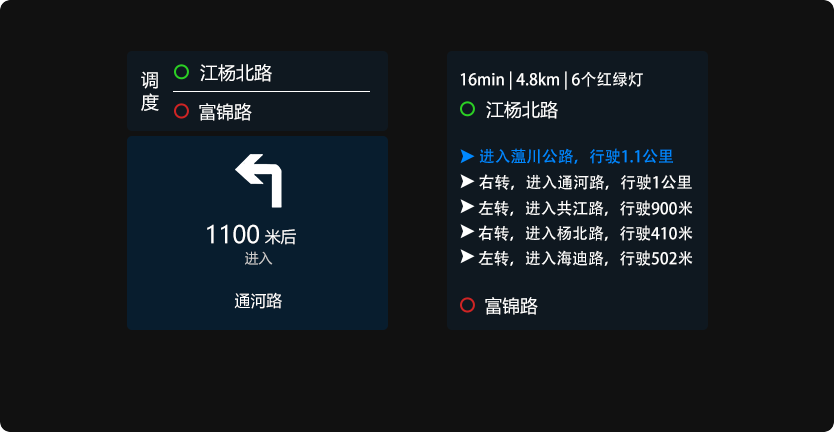 调度
江杨北路
富锦路
1100 米后
进入
通河路
16min | 4.8km | 6个红绿灯
江杨北路
进入薀川公路，行驶1.1公里
右转，进入通河路，行驶1公里
左转，进入共江路，行驶900米
右转，进入杨北路，行驶410米
左转，进入海迪路，行驶502米
富锦路